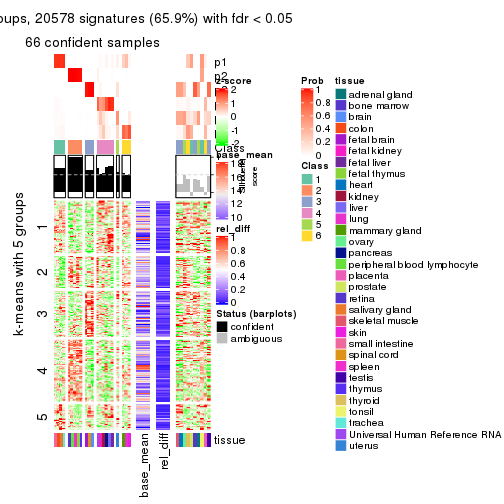 oups, 20578 signatures (65.9%) with fdr < 0.05
66 confident samples
p1
p2
z-score
2
1
0
-1
-2
Class
base_mean
18
16
14
12
10
score
rel_diff
1
0.8
0.6
0.4
0.2
0
Status (barplots)
confident
ambiguous
k-means with 5 groups
1
2
3
4
5
tissue
base_mean
rel_diff
Prob
1
0.8
0.6
0.4
0.2
0
Class
1
2
3
4
5
6
tissue
adrenal gland
bone marrow
brain
colon
fetal brain
fetal kidney
fetal liver
fetal thymus
heart
kidney
liver
lung
mammary gland
ovary
pancreas
peripheral blood lymphocyte
placenta
prostate
retina
salivary gland
skeletal muscle
skin
small intestine
spinal cord
spleen
testis
thymus
thyroid
tonsil
trachea
Universal Human Reference RNA
uterus